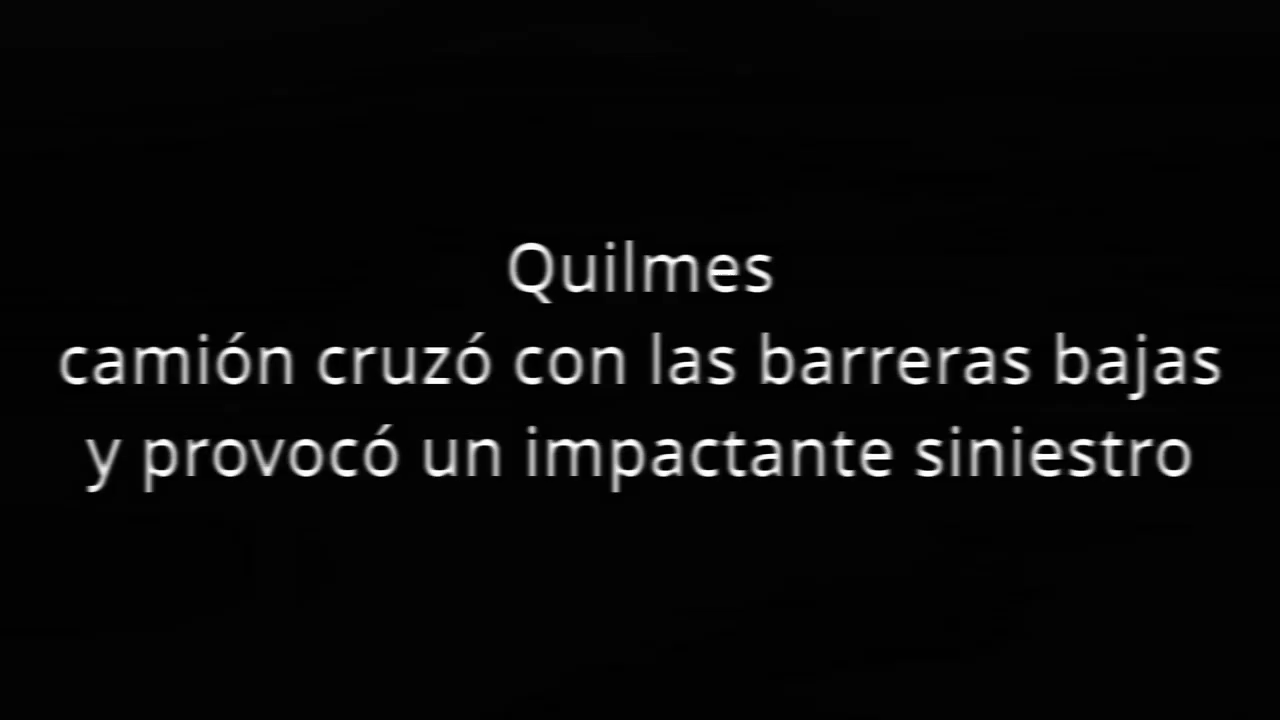 Quilmes
camión cruzó con las barreras bajas
y provocó un impactante siniestro